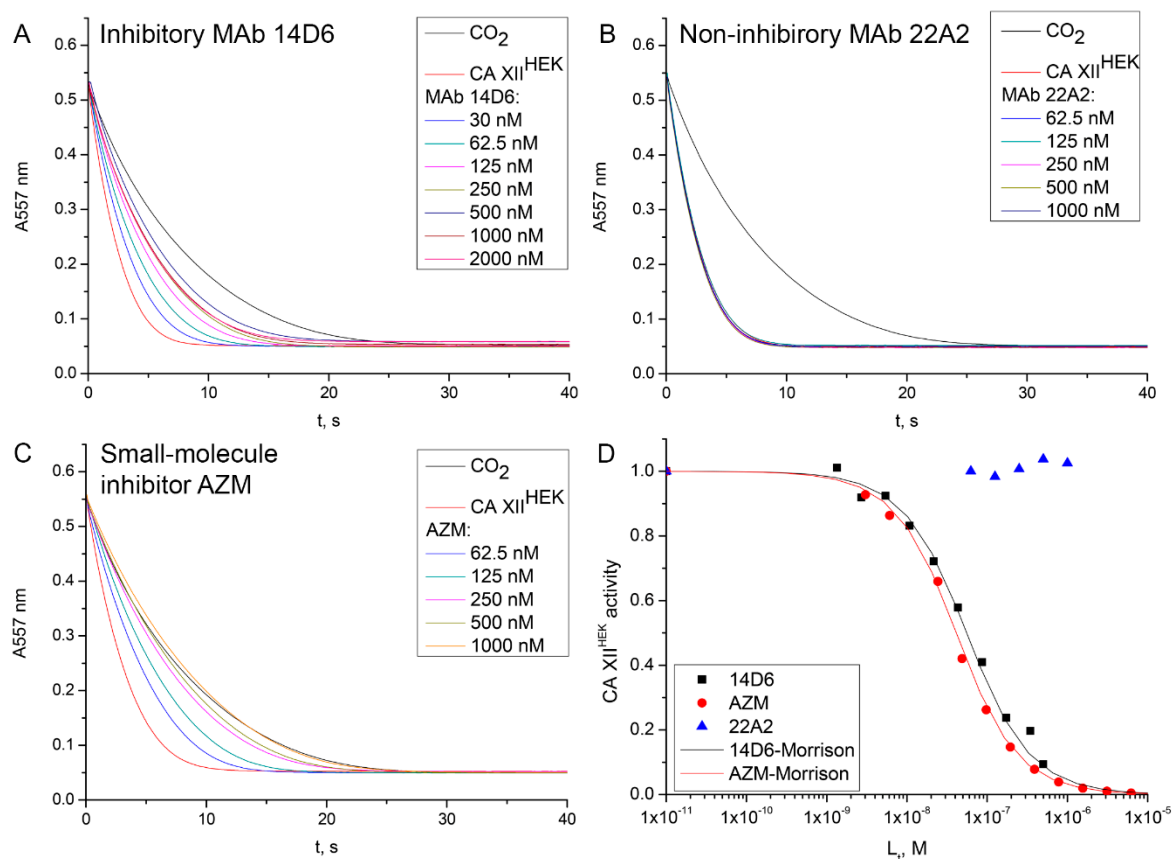 A
Inhibitory MAb 14D6
CO2
CA XII^HEK
MAb 14D6:
30 nM
62.5 nM
125 nM
250 nM
500 nM
1000 nM
2000 nM
A557 nm
0.6
0.5
0.4
0.3
0.2
0.1
0.0
0 10 20 30 40
t, s
B
Non-inhibirory MAb 22A2
CO2
CA XII^HEK
MAb 22A2:
62.5 nM
125 nM
250 nM
500 nM
1000 nM
A557 nm
0.6
0.5
0.4
0.3
0.2
0.1
0.0
0 10 20 30 40
t, s
C
Small-molecule
inhibitor AZM
CO2
CA XII^HEK
AZM:
62.5 nM
125 nM
250 nM
500 nM
1000 nM
A557 nm
0.6
0.5
0.4
0.3
0.2
0.1
0.0
0 10 20 30 40
t, s
D
CA XII^HEK activity
1.0
0.8
0.6
0.4
0.2
0.0
14D6
AZM
22A2
14D6-Morrison
AZM-Morrison
1x10^-11 1x10^-10 1x10^-9 1x10^-8 1x10^-7 1x10^-6 1x10^-5
Lt, M